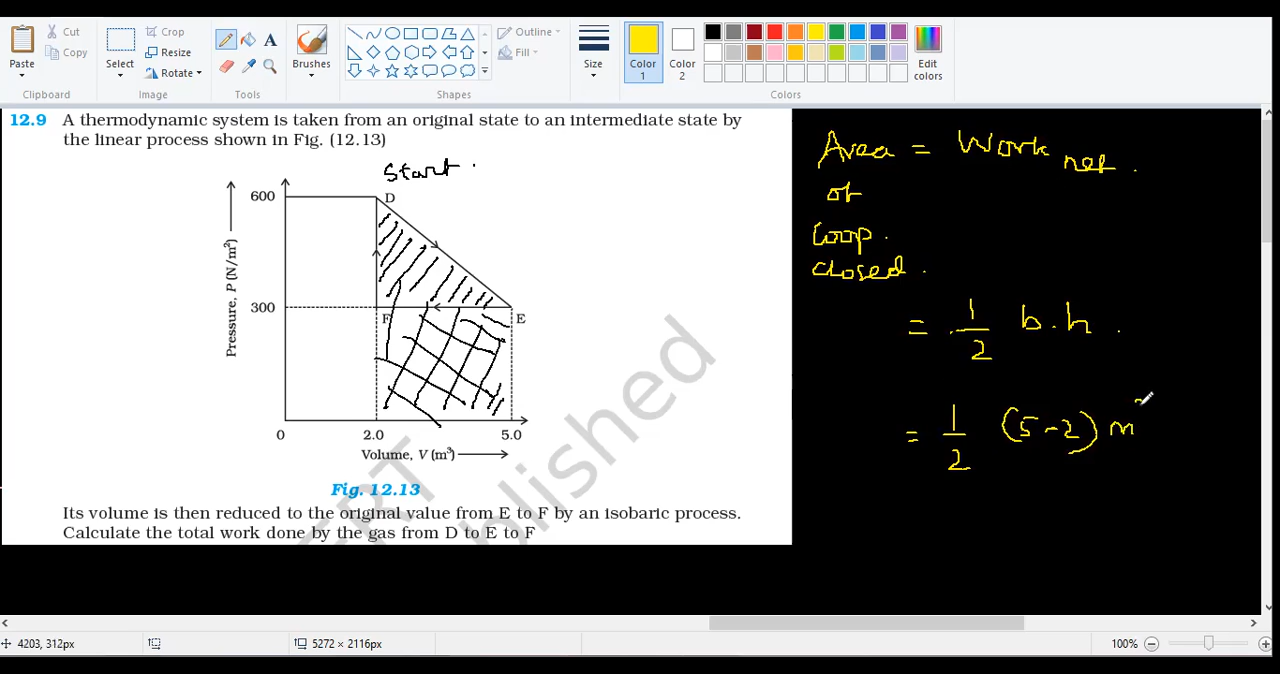 Cut
Copy
Paste
Clipboard
Select
Crop
Resize
Rotate
Image
Tools
Brushes
Shapes
Outline
Fill
Size
Color 1
Color 2
Edit colors
Colors
12.9 A thermodynamic system is taken from an original state to an intermediate state by
the linear process shown in Fig. (12.13)
Start .
600
D
300
F
E
Pressure, P (N/m²)
0
2.0
5.0
Volume, V (m³)
Fig. 12.13
Its volume is then reduced to the original value from E to F by an isobaric process.
Calculate the total work done by the gas from D to E to F
Area = Work net .
of
loop .
closed .
= 1/2 b.h .
= 1/2 (5-2) m
4203, 312px
5272 × 2116px
100%